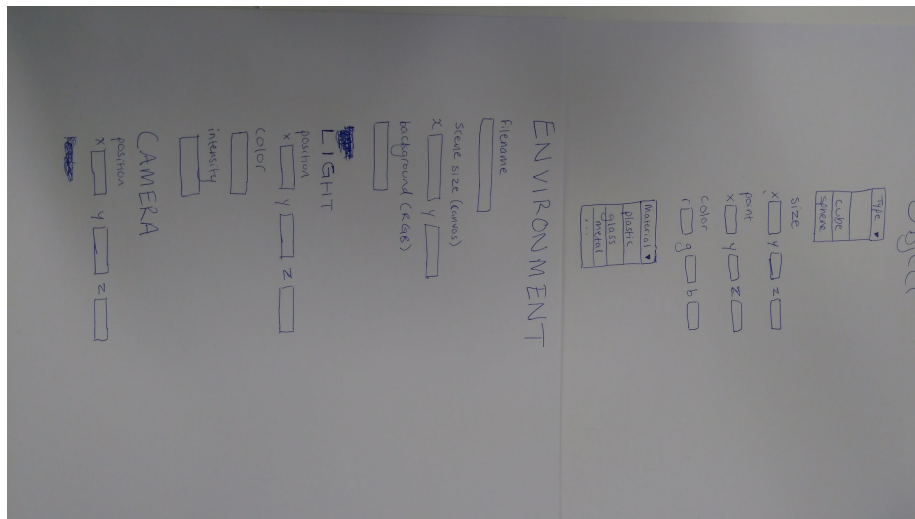 Type
cube
sphere
size
x y z
point
x y z
color
r g b
Material
plastic
glass
metal
...
ENVIRONMENT
Filename
scene size (canvas)
x y
background (RGB)
LIGHT
position
x y z
color
intensity
CAMERA
position
x y z